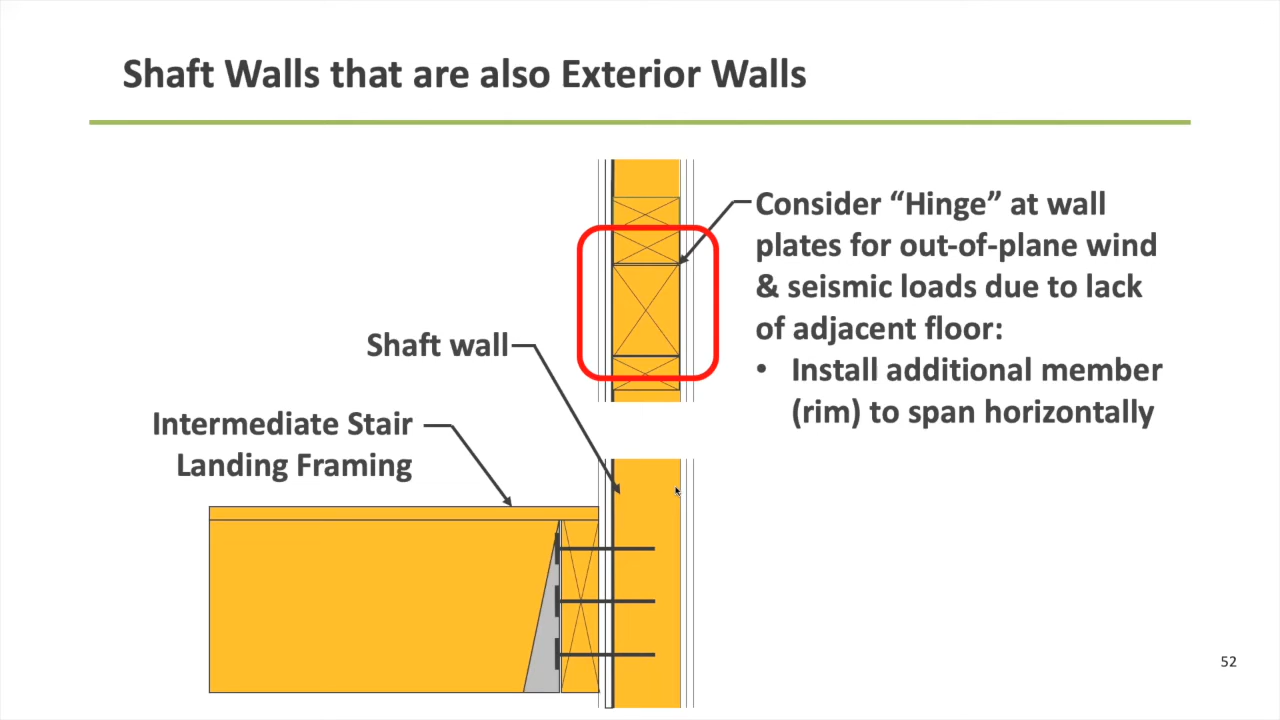 Shaft Walls that are also Exterior Walls
Consider “Hinge” at wall
plates for out-of-plane wind
& seismic loads due to lack
of adjacent floor:
• Install additional member
(rim) to span horizontally
Shaft wall
Intermediate Stair
Landing Framing
52